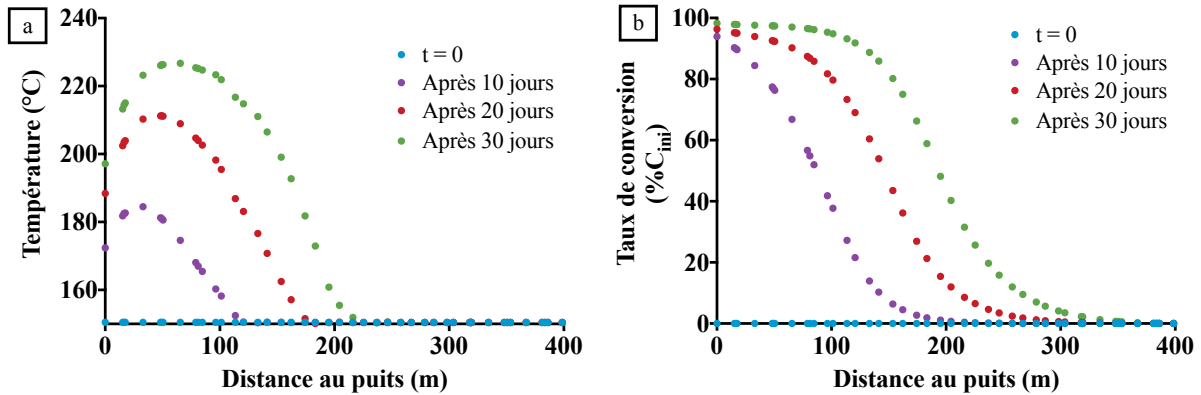 a
240
220
200
180
160
Température (°C)
t = 0
Après 10 jours
Après 20 jours
Après 30 jours
0
100
200
300
400
Distance au puits (m)
b
100
80
60
40
20
0
Taux de conversion
(%C_ini)
t = 0
Après 10 jours
Après 20 jours
Après 30 jours
0
100
200
300
400
Distance au puits (m)